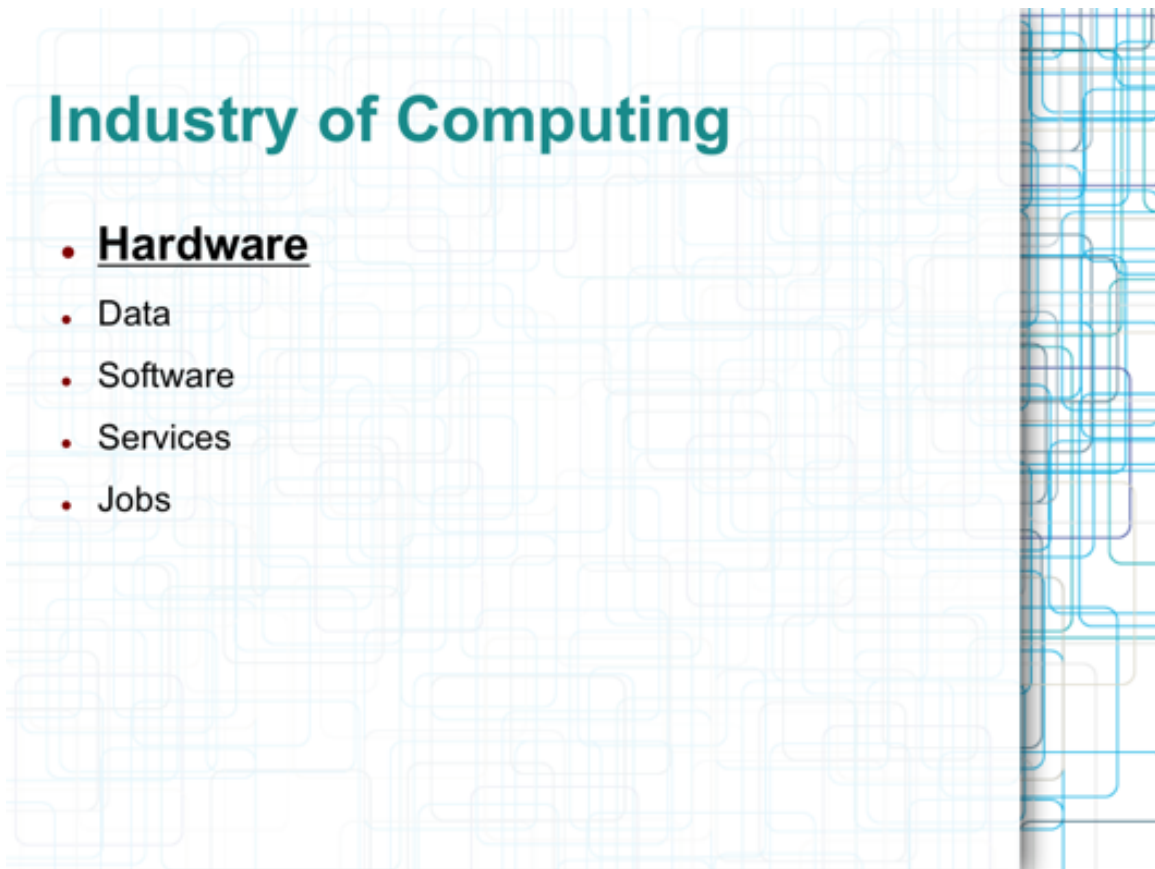 Industry of Computing
Hardware
Data
Software
Services
Jobs